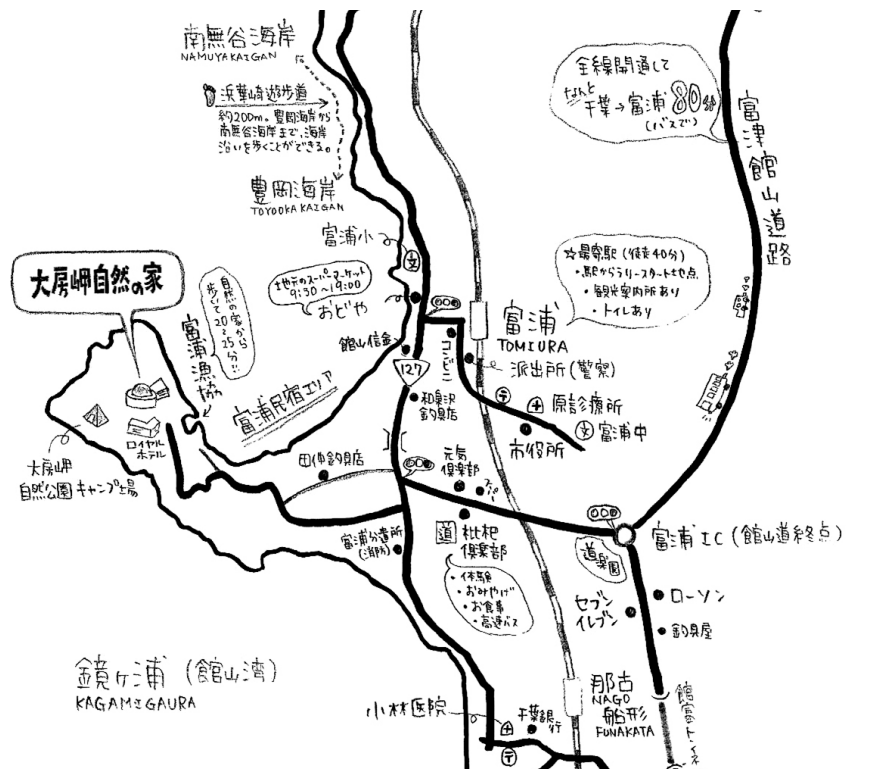 南無谷海岸
NAMUYAKAIGAN
浜華崎遊歩道
約200m。豊岡海岸から
南無谷海岸まで、海岸
沿いを歩くことができる。
豊岡海岸
TOYOOKA KAIGAN
全線開通して
なんと
千葉→富浦80分
(バスで)
富津館山道路
富浦小
文
大房岬自然の家
自然の家から
歩いて20~25分!!
富浦漁協
地元のスーパーマーケット
9:30~19:00
おどや
館山信金
コンビニ
富浦
TOMIURA
☆最寄駅(徒歩40分)
・駅からラリースタート地点
・観光案内所あり
・トイレあり
派出所(警察)
127
和泉沢
釣具店
〒
原診療所
文 富浦中
市役所
富浦民宿エリア
ロイヤル
ホテル
大房岬
自然公園キャンプ場
田仲釣具店
元気
倶楽部
スーパー
富浦分遣所
(消防)
道 枇杷
倶楽部
・体験
・おみやげ
・お食事
・高速バス
富浦IC(館山道終点)
道楽園
セブン
イレブン
ローソン
釣具屋
鏡ヶ浦(館山湾)
KAGAMIGAURA
小林医院
千葉銀行
〒
那古
NAGO
船形
FUNAKATA
館富トンネ